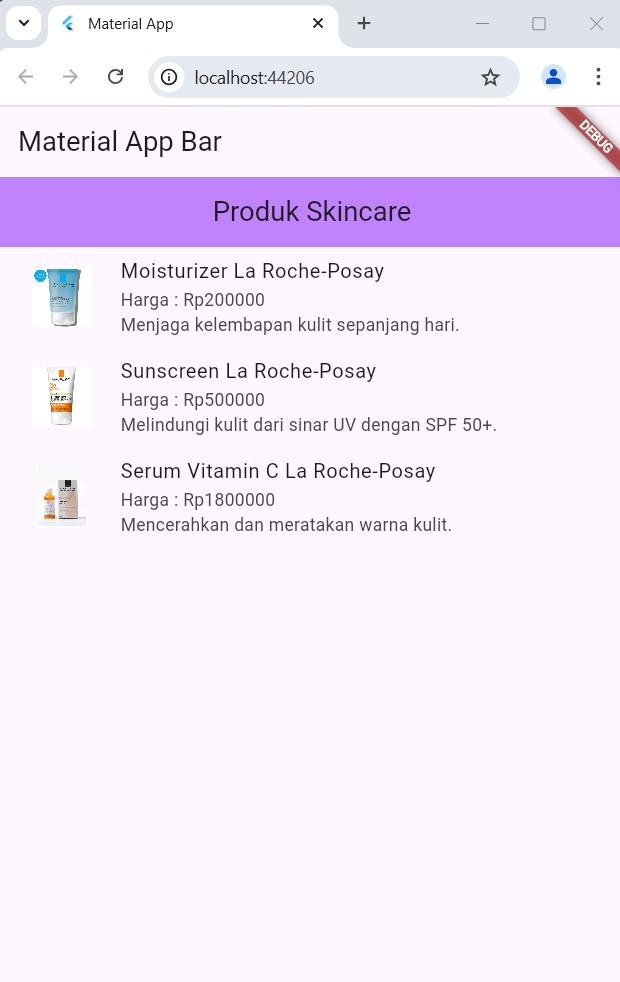 Material App
localhost:44206
Material App Bar
DEBUG
Produk Skincare
Moisturizer La Roche-Posay
Harga : Rp200000
Menjaga kelembapan kulit sepanjang hari.
Sunscreen La Roche-Posay
Harga : Rp500000
Melindungi kulit dari sinar UV dengan SPF 50+.
Serum Vitamin C La Roche-Posay
Harga : Rp1800000
Mencerahkan dan meratakan warna kulit.